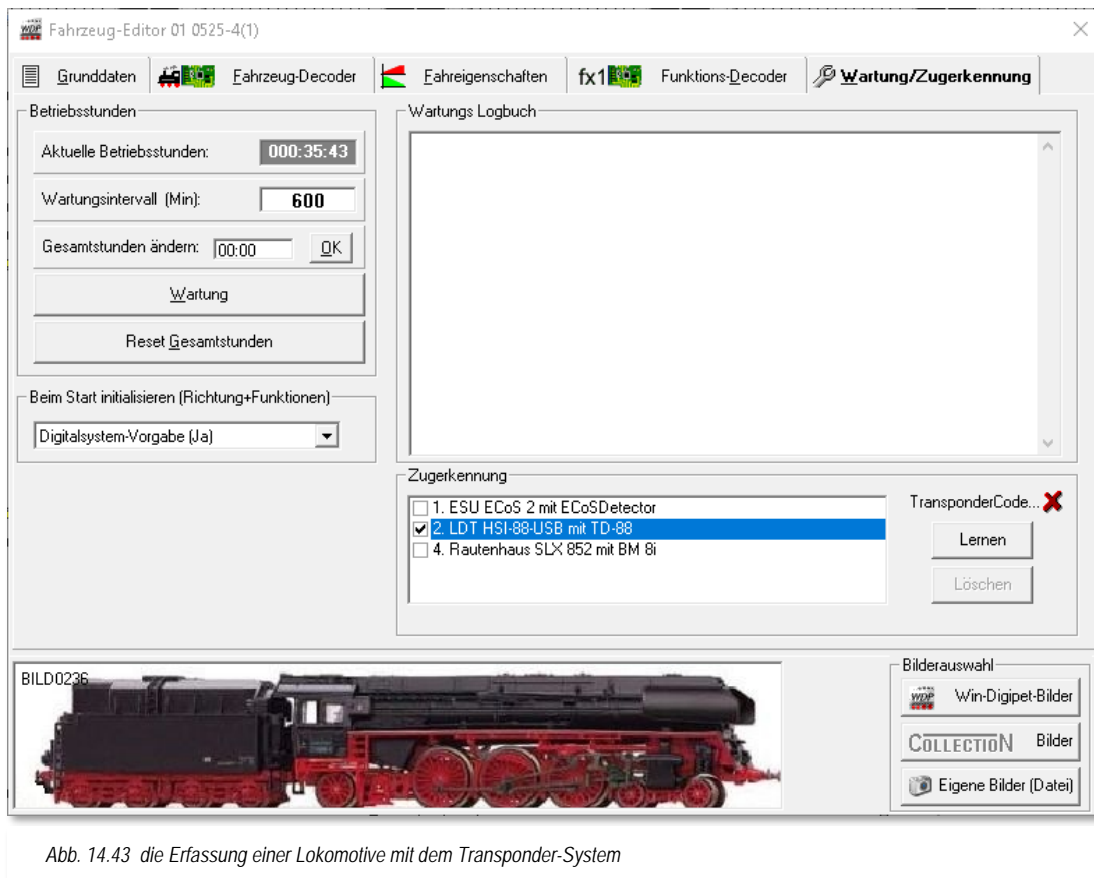 WDP Fahrzeug-Editor 01 0525-4(1)
Grunddaten Fahrzeug-Decoder Fahreigenschaften fx1 Funktions-Decoder Wartung/Zugerkennung
Betriebsstunden
Aktuelle Betriebsstunden: 000:35:43
Wartungsintervall (Min): 600
Gesamtstunden ändern: 00:00 OK
Wartung
Reset Gesamtstunden
Beim Start initialisieren (Richtung+Funktionen)
Digitalsystem-Vorgabe (Ja)
Wartungs Logbuch
Zugerkennung
1. ESU ECoS 2 mit ECoSDetector
2. LDT HSI-88-USB mit TD-88
4. Rautenhaus SLX 852 mit BM 8i
TransponderCode...
Lernen
Löschen
BILD0236
Bilderauswahl
WDP Win-Digipet-Bilder
COLLECTION Bilder
Eigene Bilder (Datei)
Abb. 14.43 die Erfassung einer Lokomotive mit dem Transponder-System